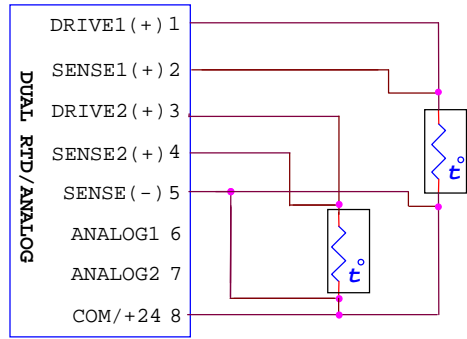 DUAL RTD/ANALOG
DRIVE1(+) 1
SENSE1(+) 2
DRIVE2(+) 3
SENSE2(+) 4
SENSE(-) 5
ANALOG1 6
ANALOG2 7
COM/+24 8
t°
t°